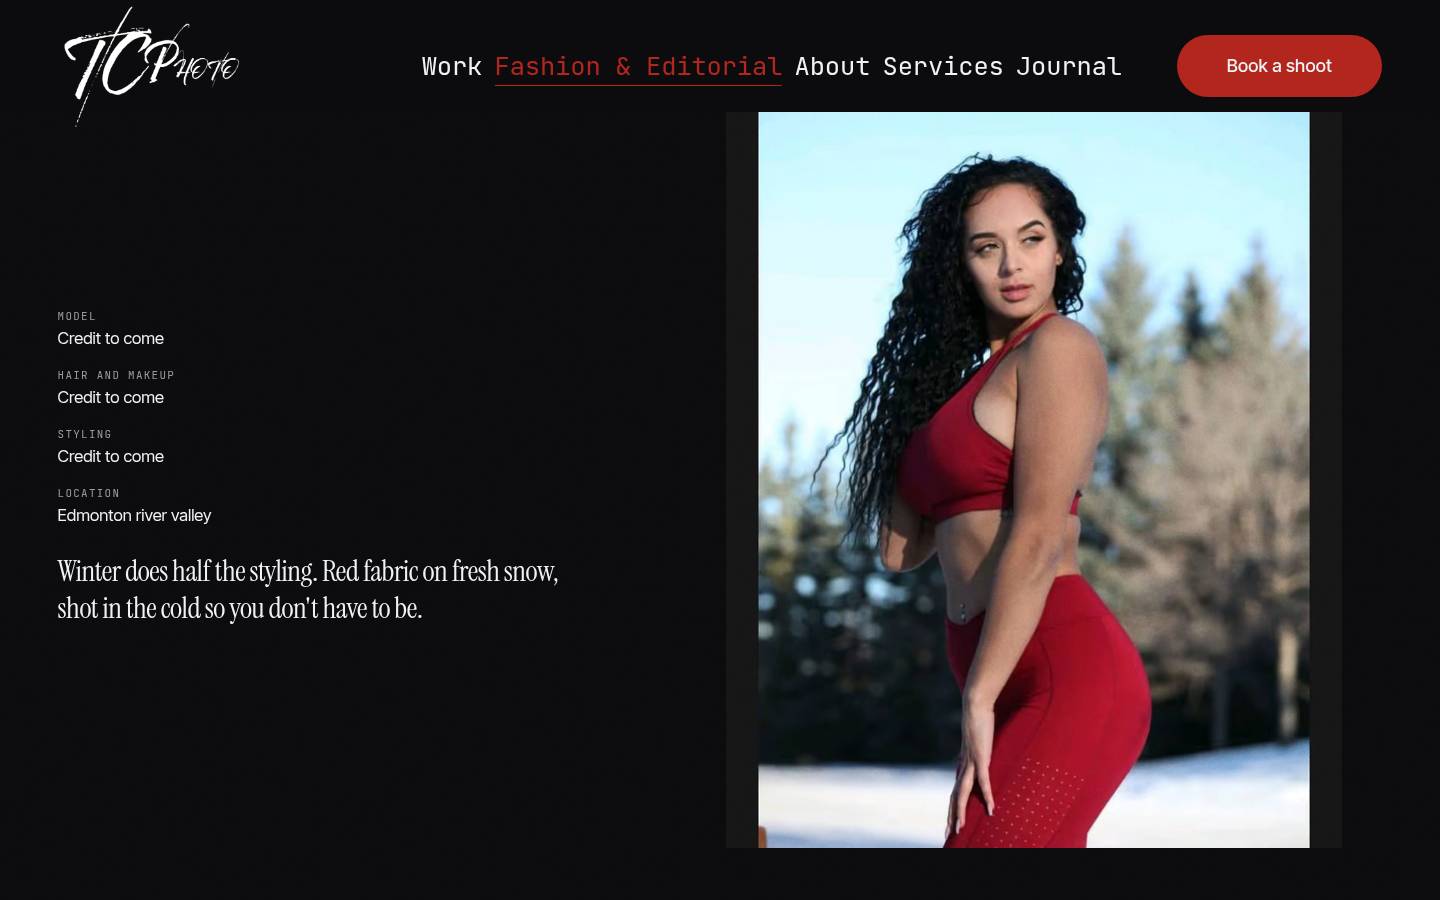 TCPHOTO
Work Fashion & Editorial About Services Journal
Book a shoot
MODEL
Credit to come
HAIR AND MAKEUP
Credit to come
STYLING
Credit to come
LOCATION
Edmonton river valley
Winter does half the styling. Red fabric on fresh snow,
shot in the cold so you don't have to be.